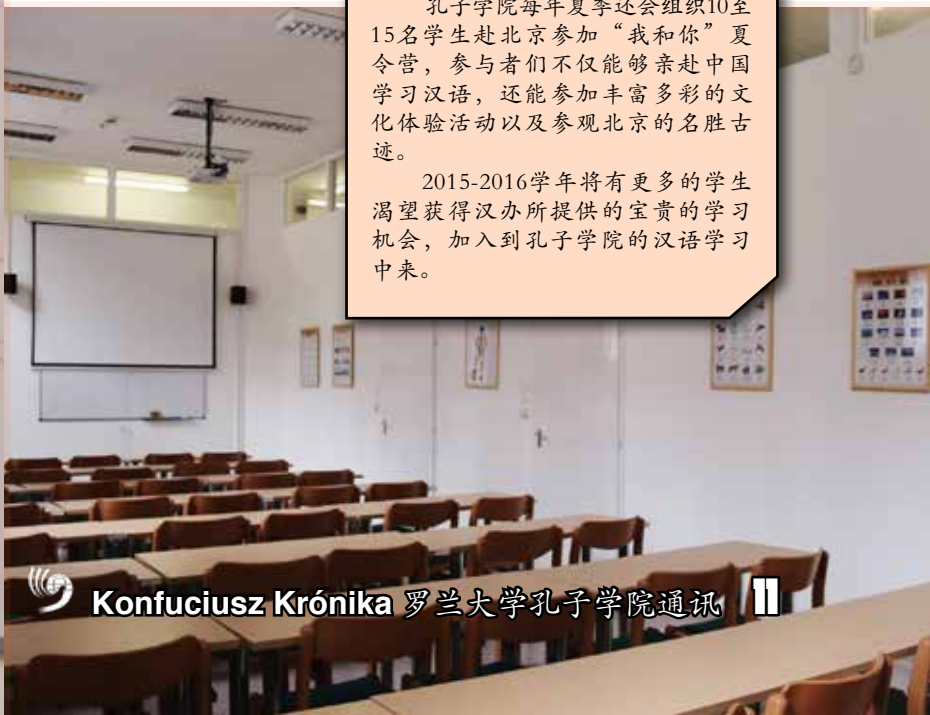 孔子学院每年夏季还会组织10至
15名学生赴北京参加“我和你”夏
令营，参与者们不仅能够亲赴中国
学习汉语，还能参加丰富多彩的文
化体验活动以及参观北京的名胜古
迹。
2015-2016学年将有更多的学生
渴望获得汉办所提供的宝贵的学习
机会，加入到孔子学院的汉语学习
中来。
Konfuciusz Krónika 罗兰大学孔子学院通讯 11